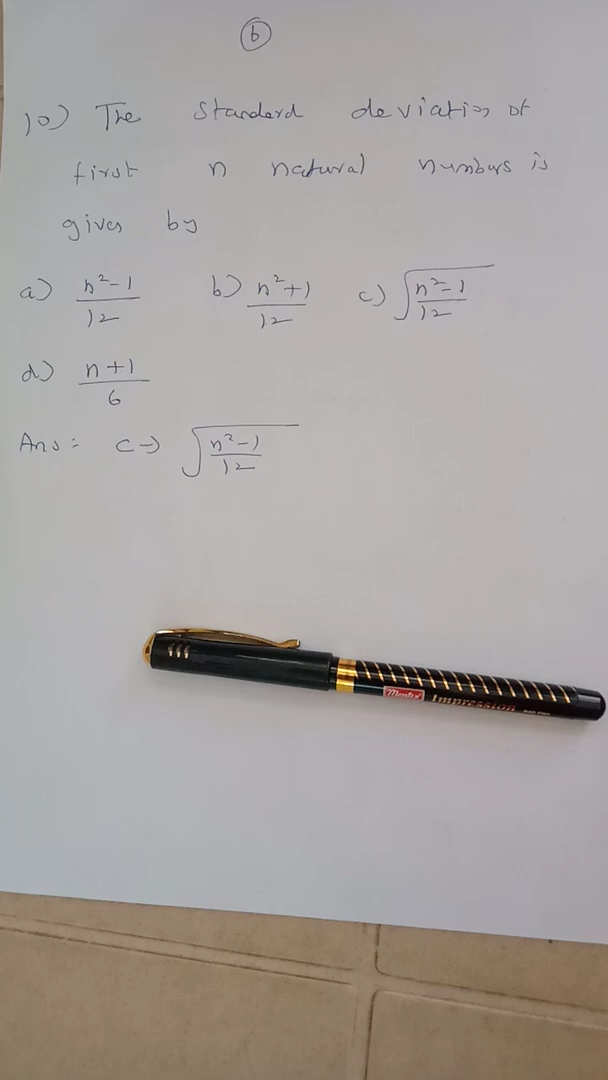 6
10) The standard deviation of
first n natural numbers is
given by
a) n²-1/12 b) n²+1/12 c) √(n²-1/12)
d) n+1/6
Ans: c → √(n²-1/12)
Montex Impression